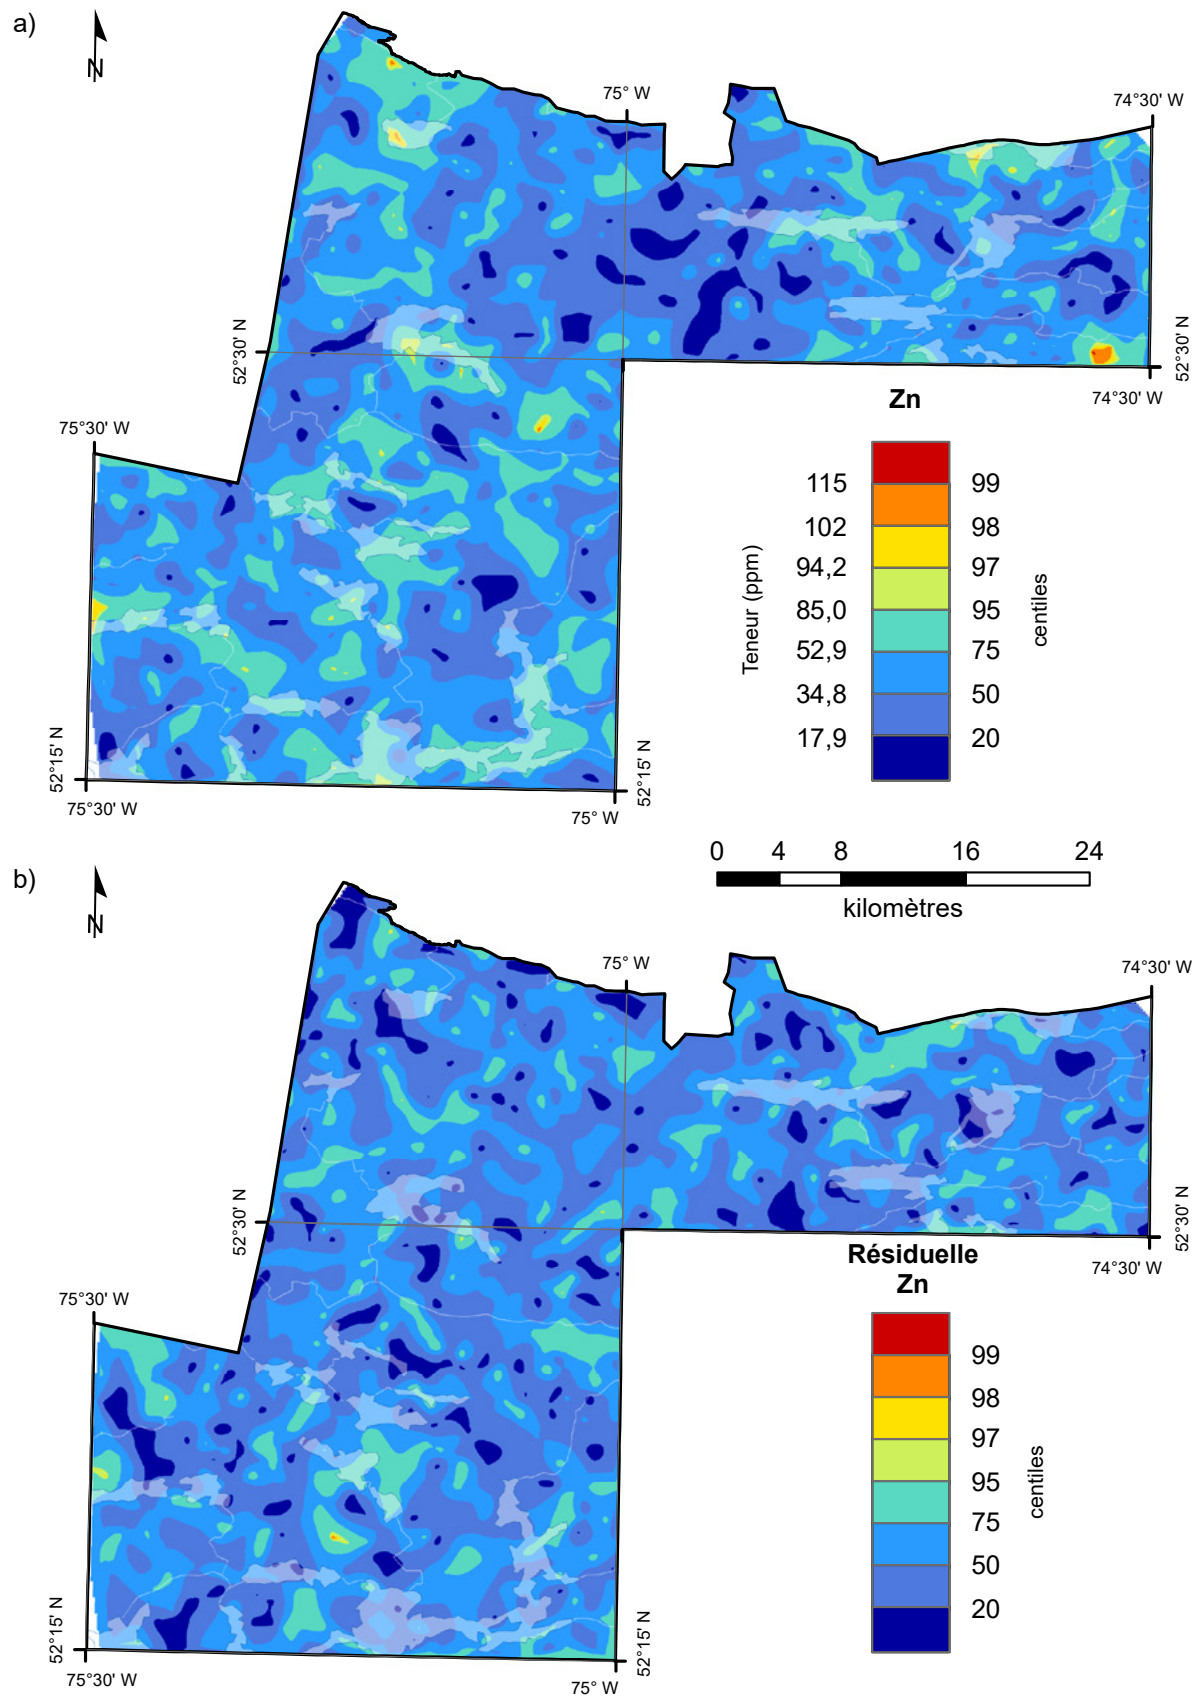 a)
N
75° W
74°30' W
52°30' N
52°30' N
75°30' W
74°30' W
Zn
Teneur (ppm)
115
102
94,2
85,0
52,9
34,8
17,9
99
98
97
95
75
50
20
centiles
52°15' N
52°15' N
75°30' W
75° W
0 4 8 16 24
kilomètres
b)
N
75° W
74°30' W
52°30' N
52°30' N
75°30' W
74°30' W
Résiduelle
Zn
99
98
97
95
75
50
20
centiles
52°15' N
52°15' N
75°30' W
75° W